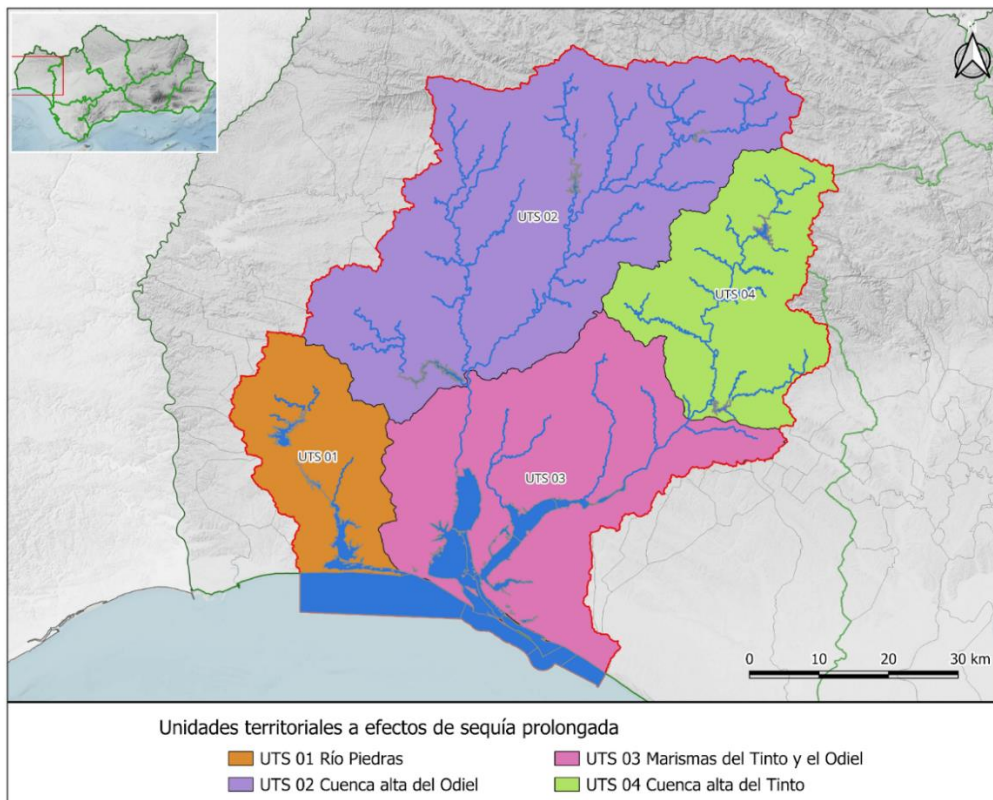 UTS 02
UTS 04
UTS 01
UTS 03
0 10 20 30 km
Unidades territoriales a efectos de sequía prolongada
UTS 01 Río Piedras
UTS 02 Cuenca alta del Odiel
UTS 03 Marismas del Tinto y el Odiel
UTS 04 Cuenca alta del Tinto